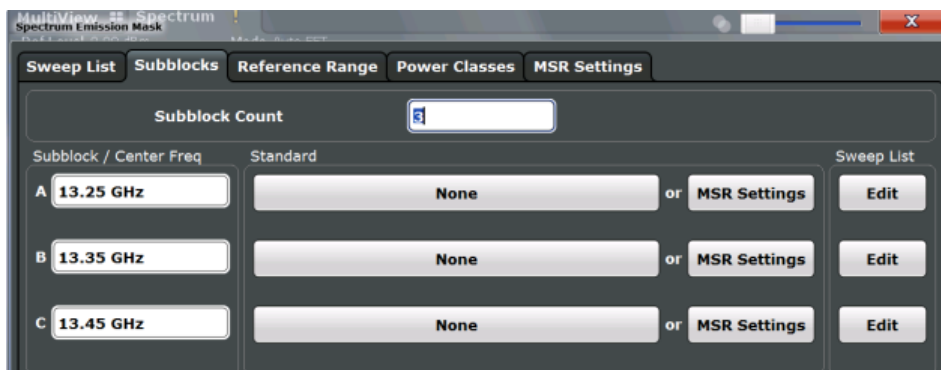 MultiView Spectrum !
Spectrum Emission Mask
X
Sweep List Subblocks Reference Range Power Classes MSR Settings
Subblock Count 3
Subblock / Center Freq Standard Sweep List
A 13.25 GHz None or MSR Settings Edit
B 13.35 GHz None or MSR Settings Edit
C 13.45 GHz None or MSR Settings Edit